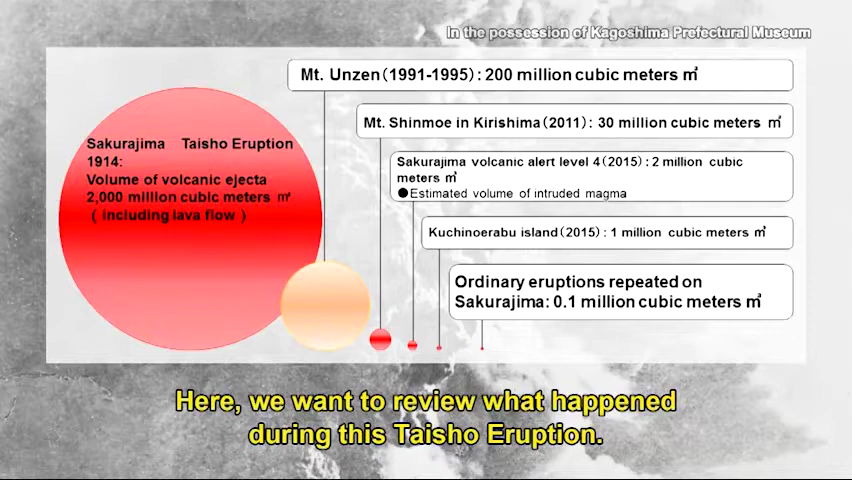 In the possession of Kagoshima Prefectural Museum
Mt. Unzen（1991-1995）: 200 million cubic meters ㎥
Mt. Shinmoe in Kirishima（2011）: 30 million cubic meters ㎥
Sakurajima Taisho Eruption
1914:
Volume of volcanic ejecta
2,000 million cubic meters ㎥
（including lava flow）
Sakurajima volcanic alert level 4（2015）: 2 million cubic
meters ㎥
●Estimated volume of intruded magma
Kuchinoerabu island（2015）: 1 million cubic meters ㎥
Ordinary eruptions repeated on
Sakurajima: 0.1 million cubic meters ㎥
Here, we want to review what happened
during this Taisho Eruption.